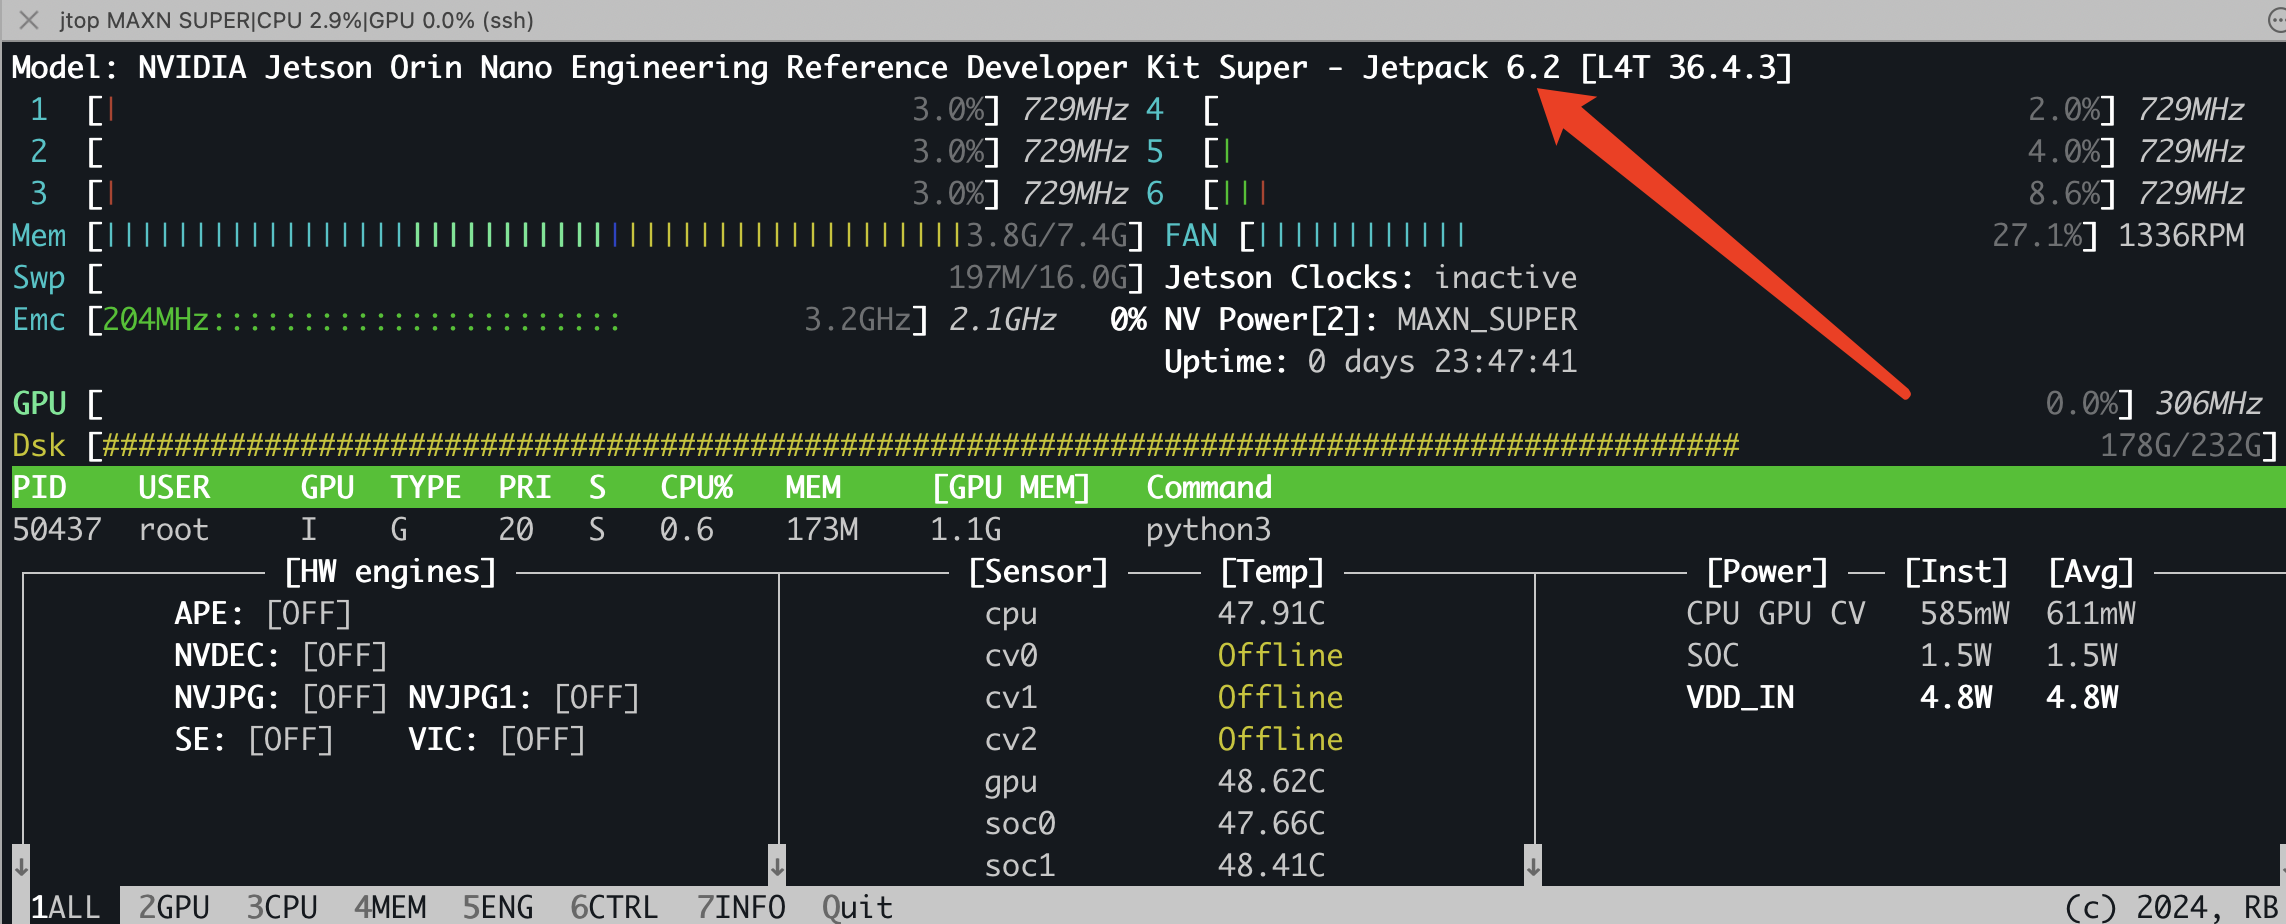 jtop MAXN SUPER|CPU 2.9%|GPU 0.0% (ssh)
Model: NVIDIA Jetson Orin Nano Engineering Reference Developer Kit Super - Jetpack 6.2 [L4T 36.4.3]
1 [| 3.0%] 729MHz 4 [ 2.0%] 729MHz
2 [ 3.0%] 729MHz 5 [| 4.0%] 729MHz
3 [| 3.0%] 729MHz 6 [||| 8.6%] 729MHz
Mem [||||||||||||||||||||||||||||||||||||||||||||||||3.8G/7.4G] FAN [|||||||||||| 27.1%] 1336RPM
Swp [ 197M/16.0G] Jetson Clocks: inactive
Emc [204MHz::::::::::::::::::::::: 3.2GHz] 2.1GHz 0% NV Power[2]: MAXN_SUPER
Uptime: 0 days 23:47:41
GPU [ 0.0%] 306MHz
Dsk [########################################################################################### 178G/232G]
PID USER GPU TYPE PRI S CPU% MEM [GPU MEM] Command
50437 root I G 20 S 0.6 173M 1.1G python3
[HW engines] [Sensor] [Temp] [Power] [Inst] [Avg]
APE: [OFF] cpu 47.91C CPU GPU CV 585mW 611mW
NVDEC: [OFF] cv0 Offline SOC 1.5W 1.5W
NVJPG: [OFF] NVJPG1: [OFF] cv1 Offline VDD_IN 4.8W 4.8W
SE: [OFF] VIC: [OFF] cv2 Offline
gpu 48.62C
soc0 47.66C
soc1 48.41C
1ALL 2GPU 3CPU 4MEM 5ENG 6CTRL 7INFO Quit (c) 2024, RB